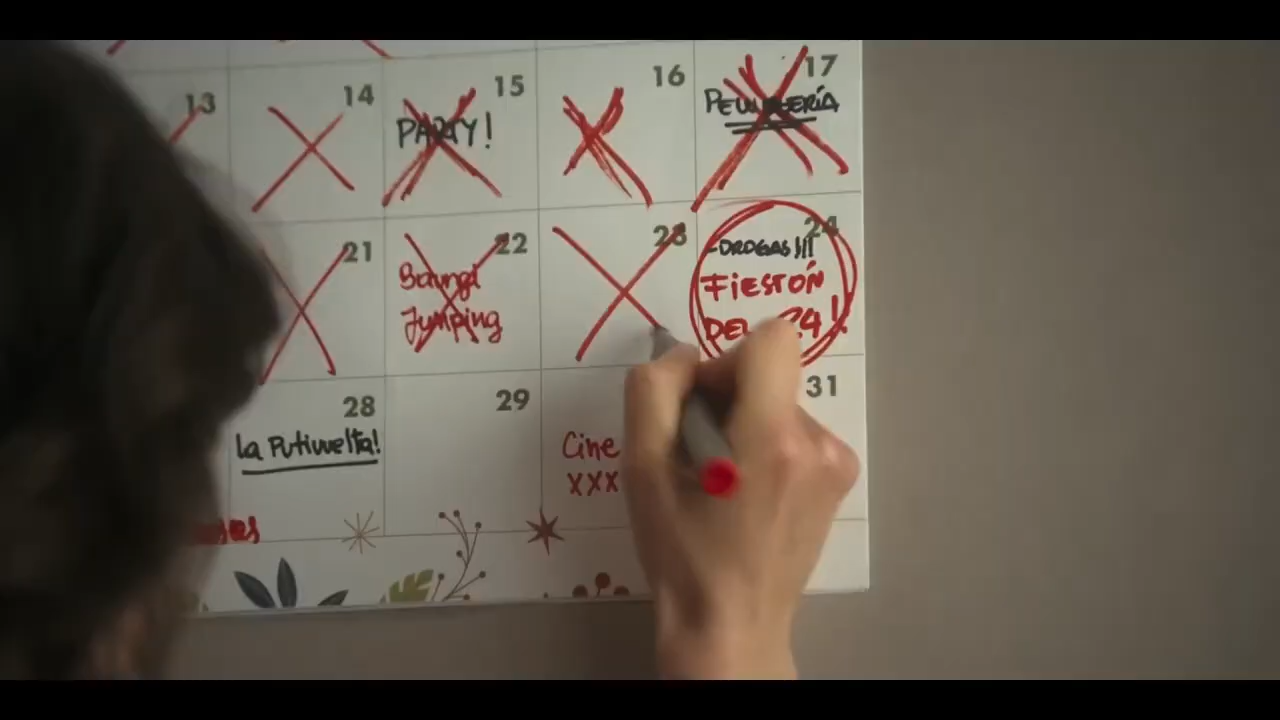 13 14 15 16 17
PARTY! PELUQUERÍA
21 22 23 24
Baungi
Jumping
-DROGAS!!!
FIESTÓN
DEL 24!
28 29 31
La Putivuelta!
Cine
XXX